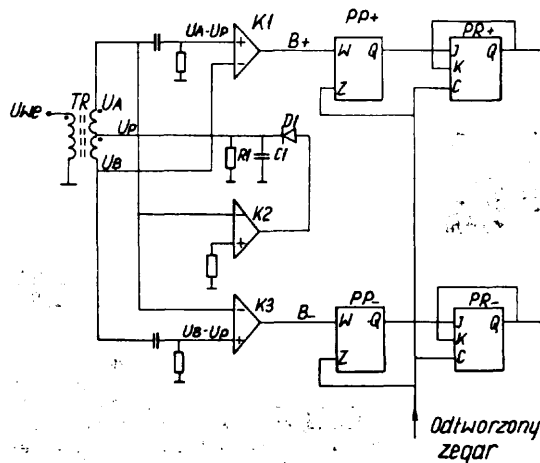 PP+
PR+
UA-UP
K1
B+
W Q
Z
J Q
K
C
UWE
TR
UA
UP
UB
R1
C1
D1
K2
K3
UB-UP
B-
PP-
W Q
Z
PR-
J Q
K
C
Odtworzony
zegar